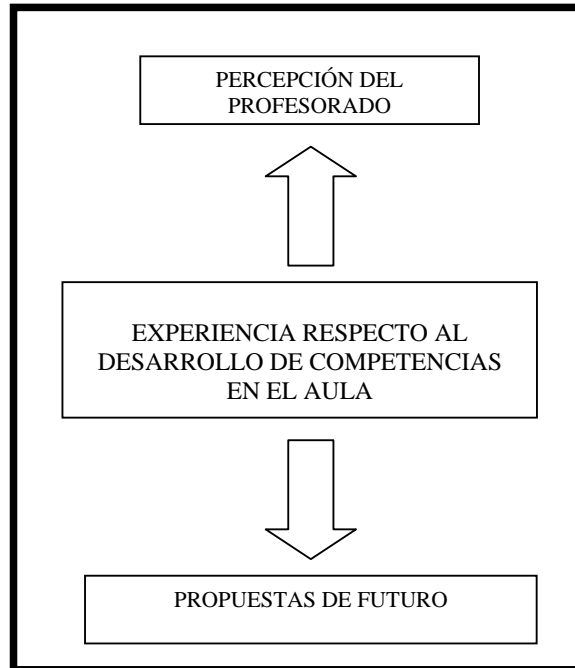 PERCEPCIÓN DEL
PROFESORADO
EXPERIENCIA RESPECTO AL
DESARROLLO DE COMPETENCIAS
EN EL AULA
PROPUESTAS DE FUTURO